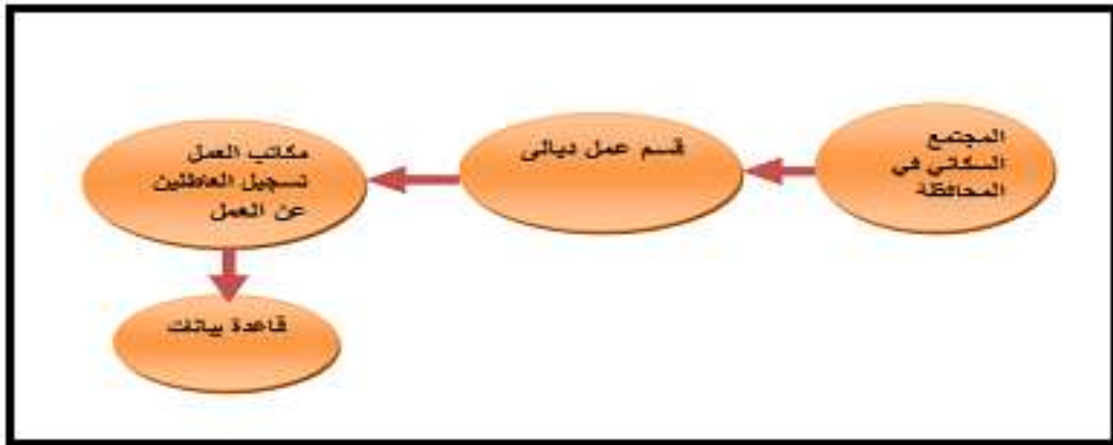 المجتمع
السكاني في
المحافظة
قسم عمل ديالى
مكاتب العمل
تسجيل العاطلين
عن العمل
قاعدة بيانات